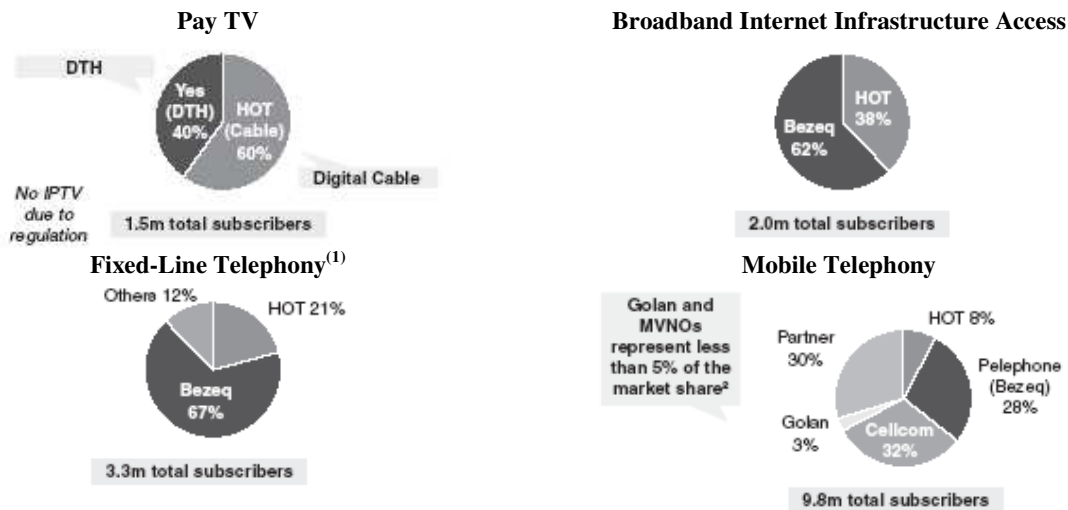 Pay TV
DTH
Yes
(DTH)
40%
HOT
(Cable)
60%
Digital Cable
No IPTV
due to
regulation
1.5m total subscribers
Broadband Internet Infrastructure Access
HOT
38%
Bezeq
62%
2.0m total subscribers
Fixed-Line Telephony(1)
Others 12%
HOT 21%
Bezeq
67%
3.3m total subscribers
Mobile Telephony
Golan and
MVNOs
represent less
than 5% of the
market share²
HOT 8%
Partner
30%
Pelephone
(Bezeq)
28%
Golan
3%
Cellcom
32%
9.8m total subscribers